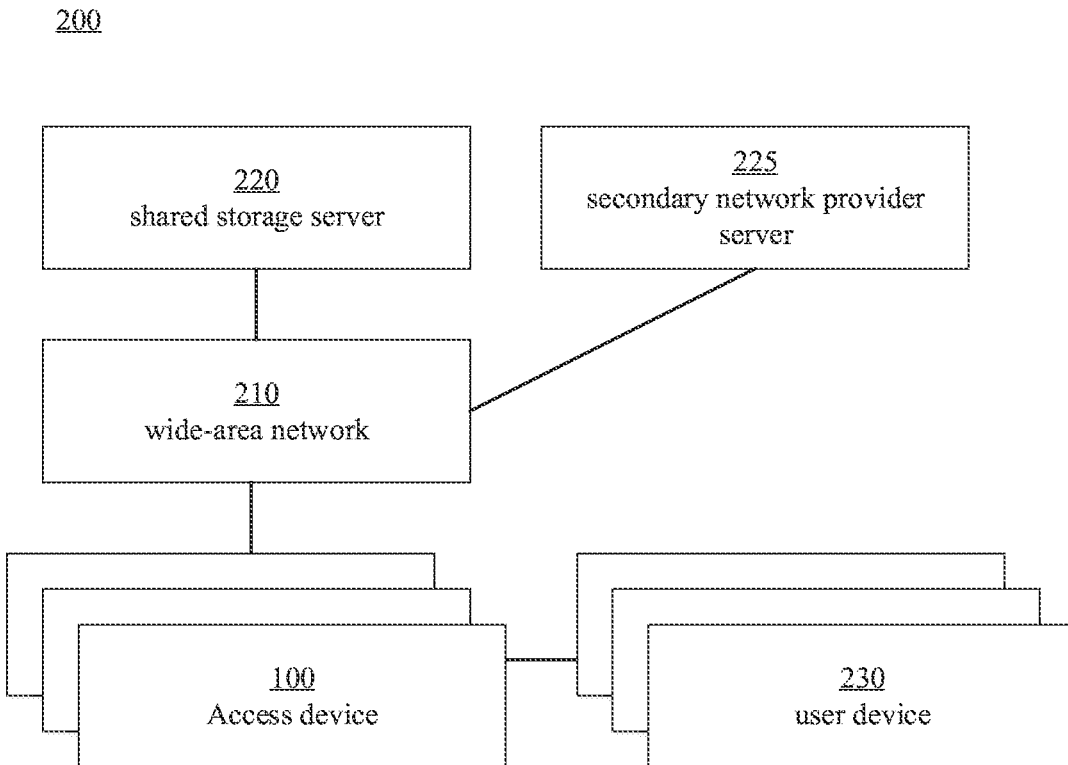 200
220
shared storage server
225
secondary network provider
server
210
wide-area network
100
Access device
230
user device